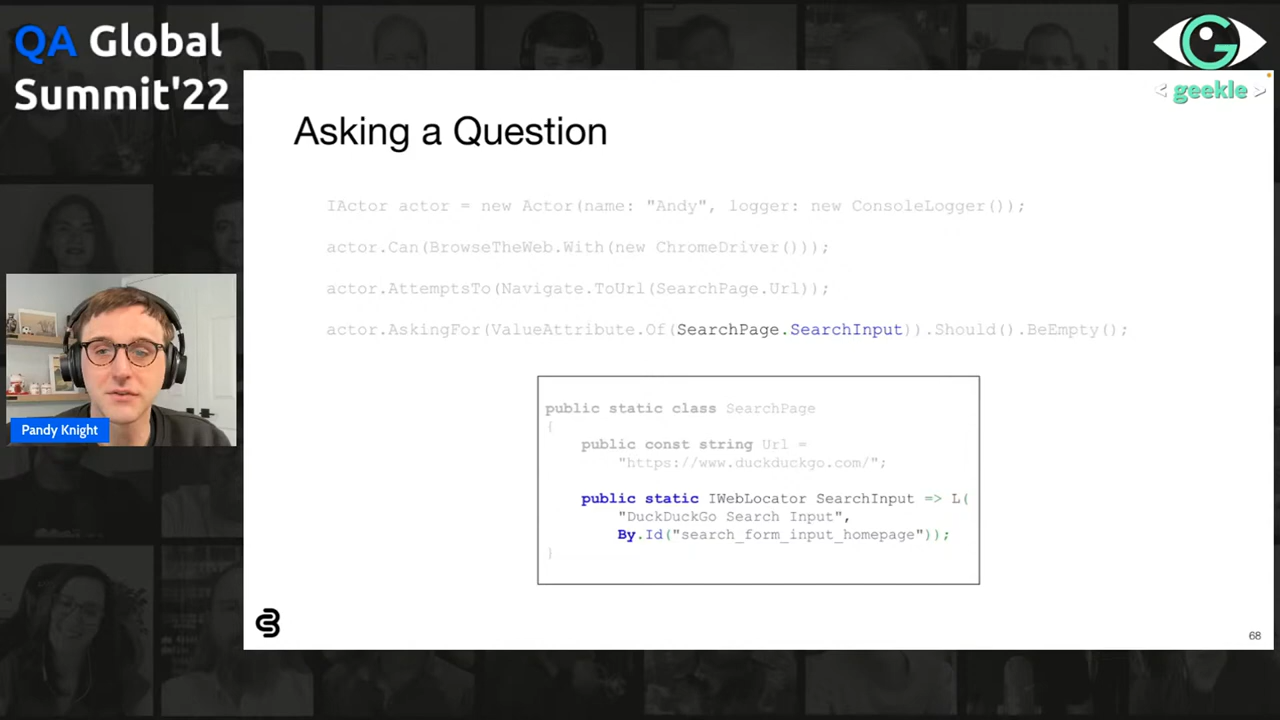 QA Global
Summit'22
< geekle >
Asking a Question
IActor actor = new Actor(name: "Andy", logger: new ConsoleLogger());
actor.Can(BrowseTheWeb.With(new ChromeDriver()));
actor.AttemptsTo(Navigate.ToUrl(SearchPage.Url));
actor.AskingFor(ValueAttribute.Of(SearchPage.SearchInput)).Should().BeEmpty();
public static class SearchPage
{
public const string Url =
"https://www.duckduckgo.com/";
public static IWebLocator SearchInput => L(
"DuckDuckGo Search Input",
By.Id("search_form_input_homepage"));
}
Pandy Knight
68